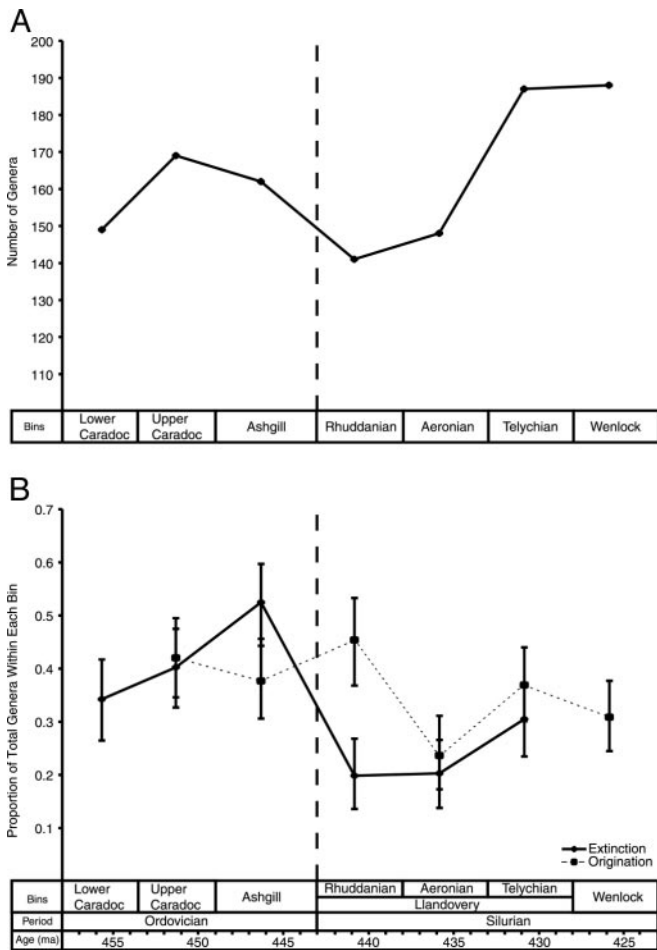 A
200
190
180
170
160
150
140
130
120
110
Number of Genera
Bins
Lower Caradoc
Upper Caradoc
Ashgill
Rhuddanian
Aeronian
Telychian
Wenlock
B
0.7
0.6
0.5
0.4
0.3
0.2
0.1
Proportion of Total Genera Within Each Bin
Extinction
Origination
Bins
Lower Caradoc
Upper Caradoc
Ashgill
Rhuddanian
Aeronian
Telychian
Llandovery
Wenlock
Period
Ordovician
Silurian
Age (ma)
455
450
445
440
435
430
425